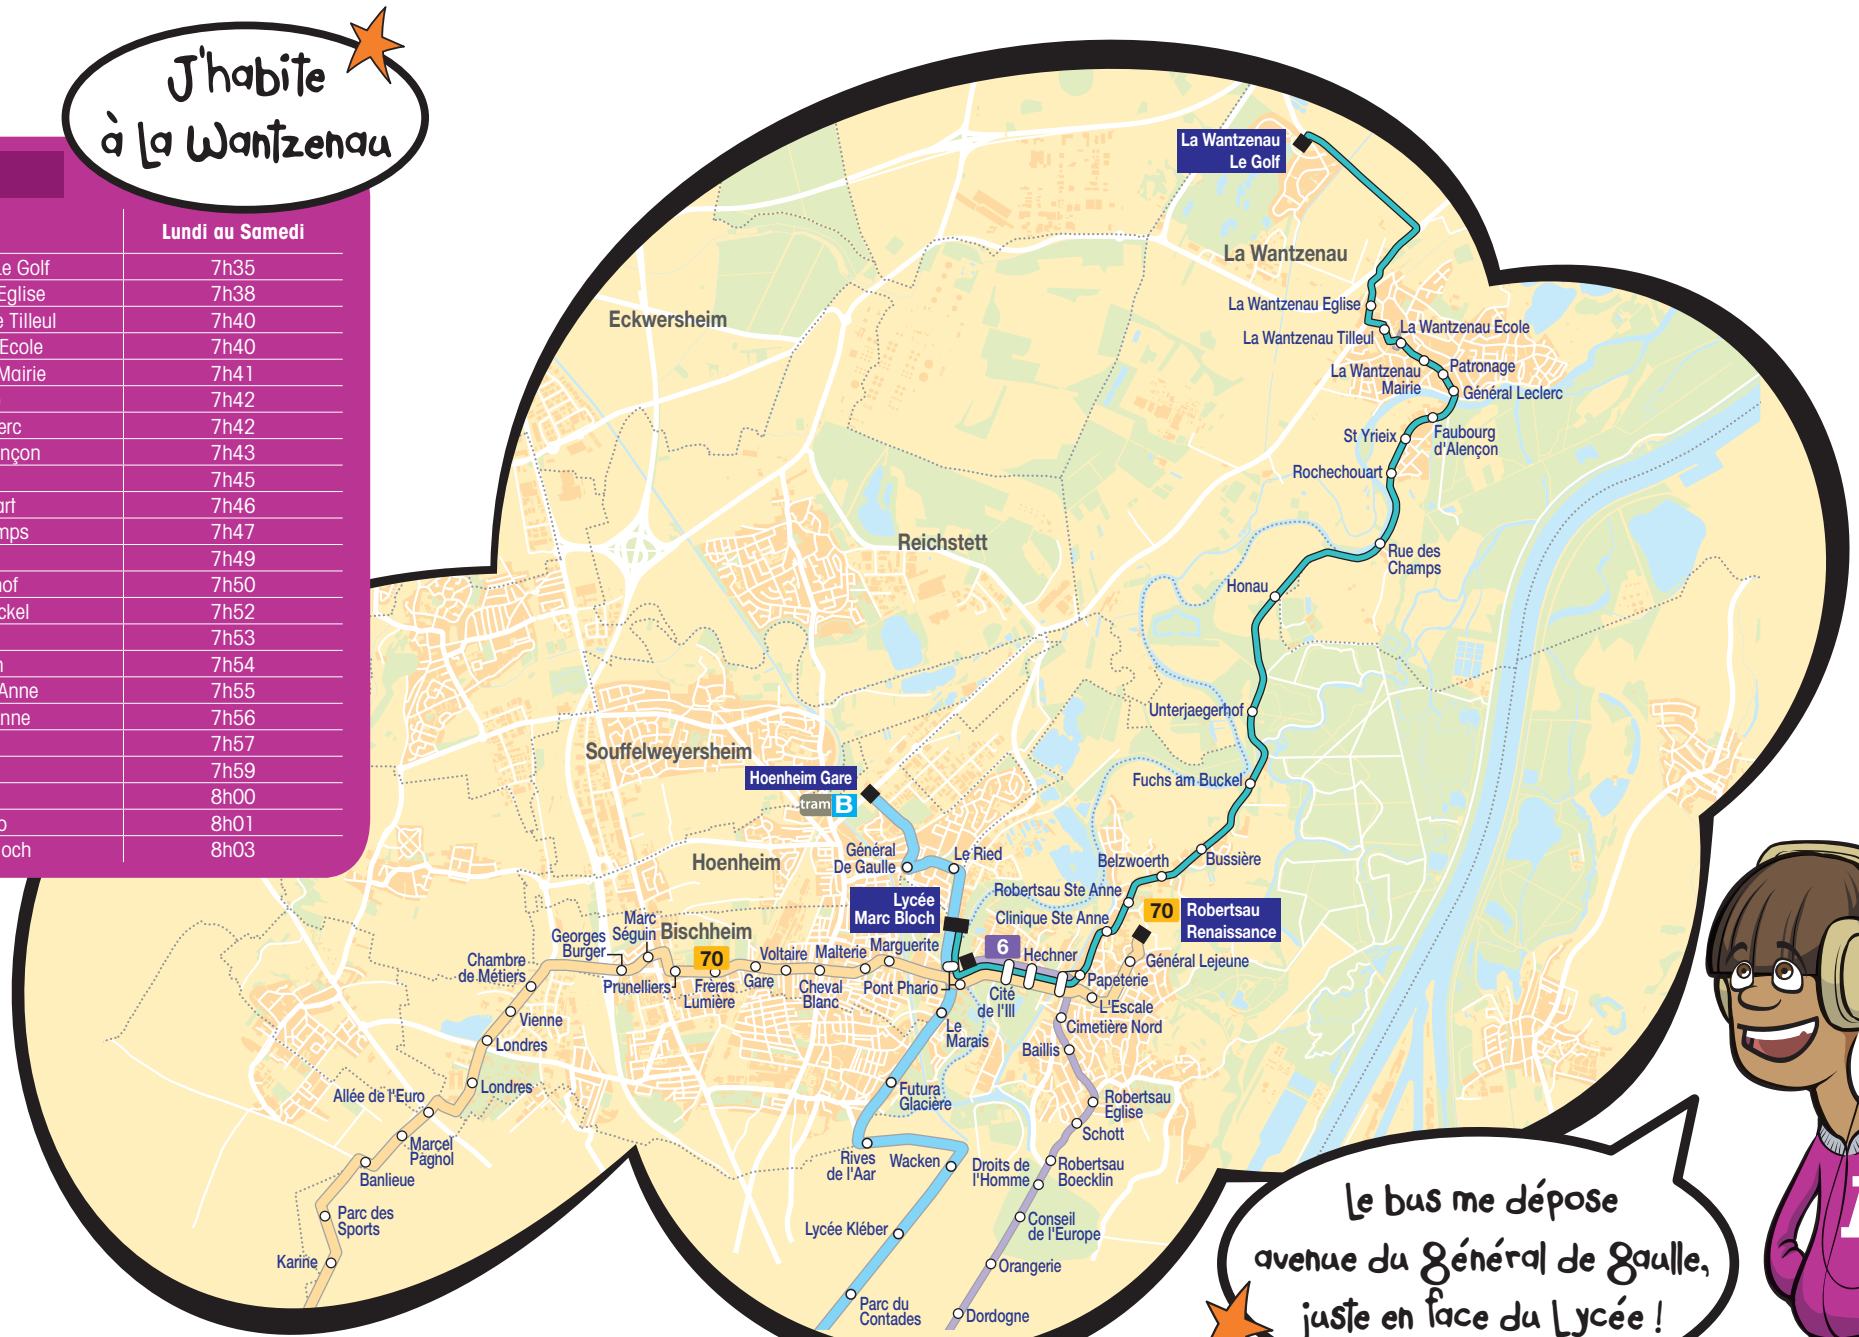 J'habite
à la Wantzenau
Lundi au Samedi
Le Golf 7h35
Eglise 7h38
e Tilleul 7h40
Ecole 7h40
Mairie 7h41
7h42
erc 7h42
nçon 7h43
7h45
art 7h46
mps 7h47
7h49
hof 7h50
ckel 7h52
7h53
n 7h54
Anne 7h55
nne 7h56
7h57
7h59
8h00
o 8h01
och 8h03
La Wantzenau
Le Golf
La Wantzenau
La Wantzenau Eglise
La Wantzenau Ecole
La Wantzenau Tilleul
La Wantzenau
Mairie
Patronage
Général Leclerc
Faubourg
d'Alençon
St Yrieix
Rochechouart
Rue des
Champs
Honau
Unterjaegerhof
Fuchs am Buckel
Bussière
Belzwoerth
Robertsau Ste Anne
Clinique Ste Anne
70 Robertsau
Renaissance
Général Lejeune
Papeterie
L'Escale
6
Hechner
Cité
de l'Ill
Cimetière Nord
Baillis
Robertsau
Eglise
Schott
Robertsau
Boecklin
Droits de
l'Homme
Conseil
de l'Europe
Orangerie
Dordogne
Eckwersheim
Reichstett
Souffelweyersheim
Hoenheim Gare
tram B
Hoenheim
Général
De Gaulle
Le Ried
Lycée
Marc Bloch
Bischheim
Marc
Séguin
Georges
Burger
Chambre
de Métiers
Prunelliers
70
Frères
Lumière
Gare
Voltaire
Cheval
Blanc
Malterie
Marguerite
Pont Phario
Le
Marais
Futura
Glacière
Rives
de l'Aar
Wacken
Lycée Kléber
Parc du
Contades
Vienne
Londres
Londres
Allée de l'Euro
Marcel
Pagnol
Banlieue
Parc des
Sports
Karine
Le bus me dépose
avenue du Général de Gaulle,
juste en face du Lycée !